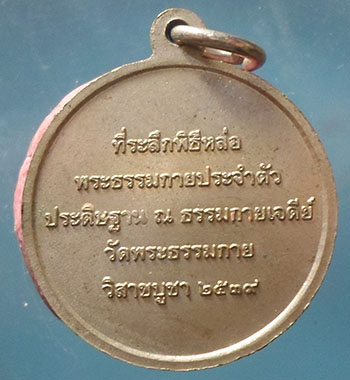 ที่ระลึกพิธีหล่อ
พระธรรมกายประจำตัว
ประดิษฐาน ณ ธรรมกายเจดีย์
วัดพระธรรมกาย
วิสาขบูชา ๒๕๓๙